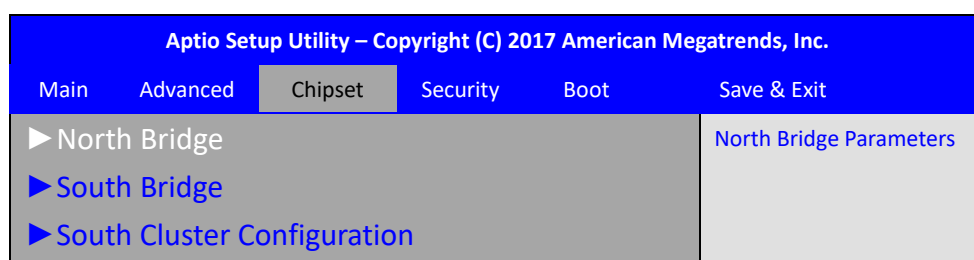 Aptio Setup Utility – Copyright (C) 2017 American Megatrends, Inc.
Main Advanced Chipset Security Boot Save & Exit
►North Bridge
North Bridge Parameters
►South Bridge
►South Cluster Configuration